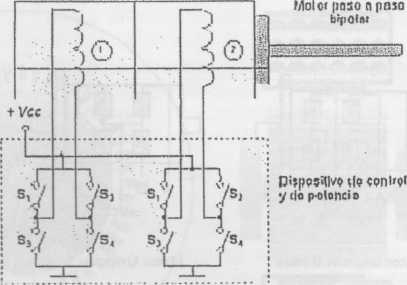 Motor paso a paso
bipolar
1
2
+ Vcc
Dispositivo de control
y de potencia
S1
S2
S1
S2
S3
S4
S3
S4